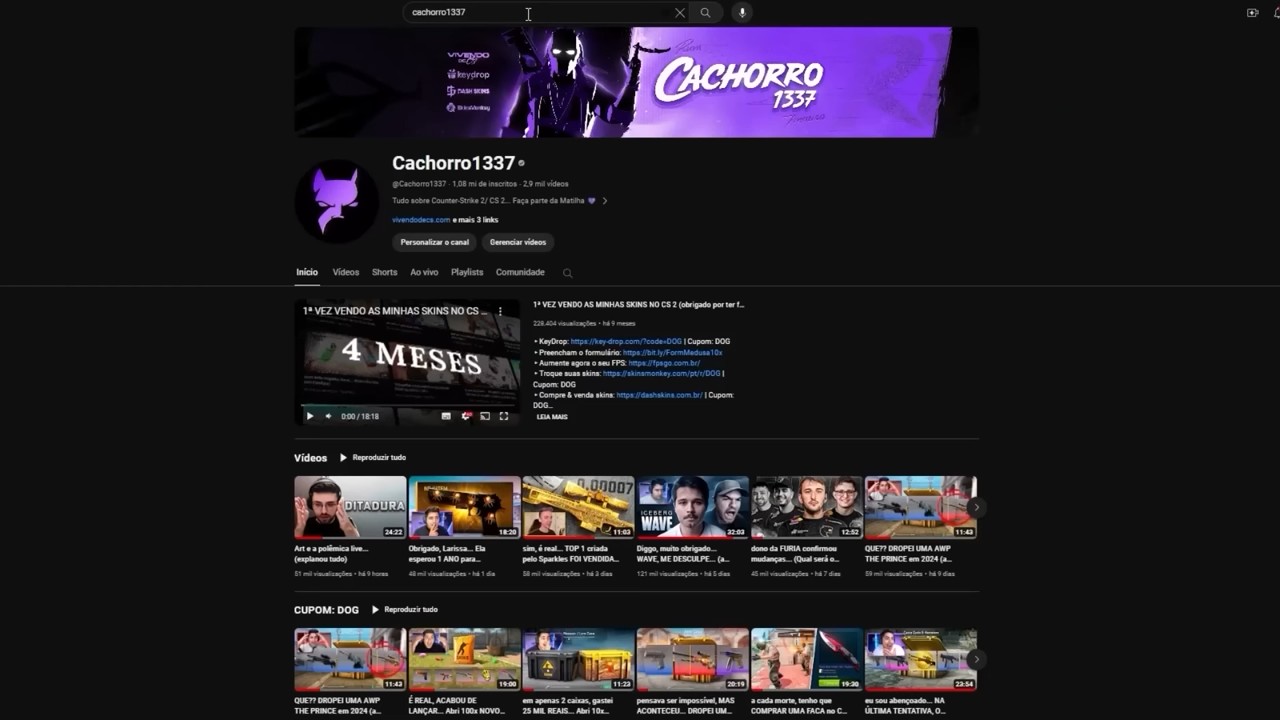 cachorro1337
VIVENDO
DE CS
keydrop
DASH SKINS
SkinsMonkey
CACHORRO
1337
Cachorro1337
@Cachorro1337 · 1,08 mi de inscritos · 2,9 mil vídeos
Tudo sobre Counter-Strike 2/ CS 2... Faça parte da Matilha 💜
vivendodecs.com e mais 3 links
Personalizar o canal
Gerenciar vídeos
Início
Vídeos
Shorts
Ao vivo
Playlists
Comunidade
1ª VEZ VENDO AS MINHAS SKINS NO CS ...
4 MESES
0:00 / 18:18
1ª VEZ VENDO AS MINHAS SKINS NO CS 2 (obrigado por ter f...
228.404 visualizações • há 9 meses
‣ KeyDrop: https://key-drop.com/?code=DOG | Cupom: DOG
‣ Preencham o formulário: https://bit.ly/FormMedusa10x
‣ Aumente agora o seu FPS: https://fpsgo.com.br/
‣ Troque suas skins: https://skinsmonkey.com/pt/r/DOG |
Cupom: DOG
‣ Compre & venda skins: https://dashskins.com.br/ | Cupom:
DOG...
LEIA MAIS
Vídeos
Reproduzir tudo
DITADURA
24:22
18:20
0.00007
11:03
ICEBERG
WAVE
32:03
12:52
11:43
Art e a polêmica live...
(explanou tudo)
51 mil visualizações • há 9 horas
Obrigado, Larissa... Ela
esperou 1 ANO para...
48 mil visualizações • há 1 dia
sim, é real... TOP 1 criada
pelo Sparkles FOI VENDIDA...
58 mil visualizações • há 3 dias
Diggo, muito obrigado...
WAVE, ME DESCULPE... (a...
121 mil visualizações • há 5 dias
dono da FURIA confirmou
mudanças... (Qual será o...
45 mil visualizações • há 7 dias
QUE?? DROPEI UMA AWP
THE PRINCE em 2024 (a...
59 mil visualizações • há 9 dias
CUPOM: DOG
Reproduzir tudo
11:43
19:00
11:23
20:19
19:30
23:54
QUE?? DROPEI UMA AWP
THE PRINCE em 2024 (a...
É REAL, ACABOU DE
LANÇAR... Abri 100x NOVO...
em apenas 2 caixas, gastei
25 MIL REAIS... Abri 10x...
pensava ser impossível, MAS
ACONTECEU... DROPEI UM...
a cada morte, tenho que
COMPRAR UMA FACA no C...
eu sou abençoado... NA
ÚLTIMA TENTATIVA, O...